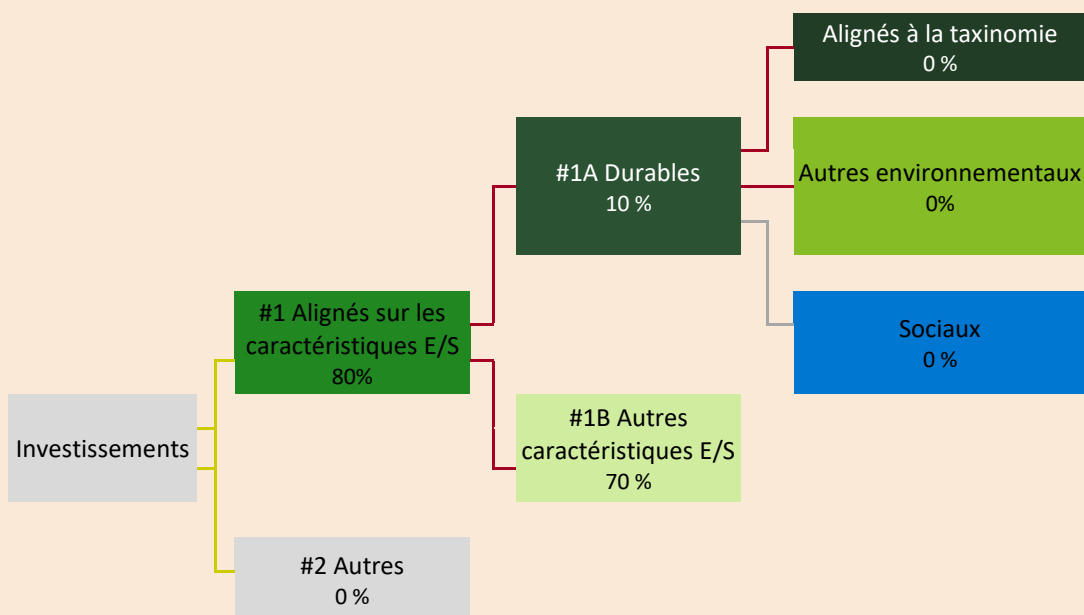 Investissements
#1 Alignés sur les
caractéristiques E/S
80%
#2 Autres
0 %
#1A Durables
10 %
#1B Autres
caractéristiques E/S
70 %
Alignés à la taxinomie
0 %
Autres environnementaux
0%
Sociaux
0 %